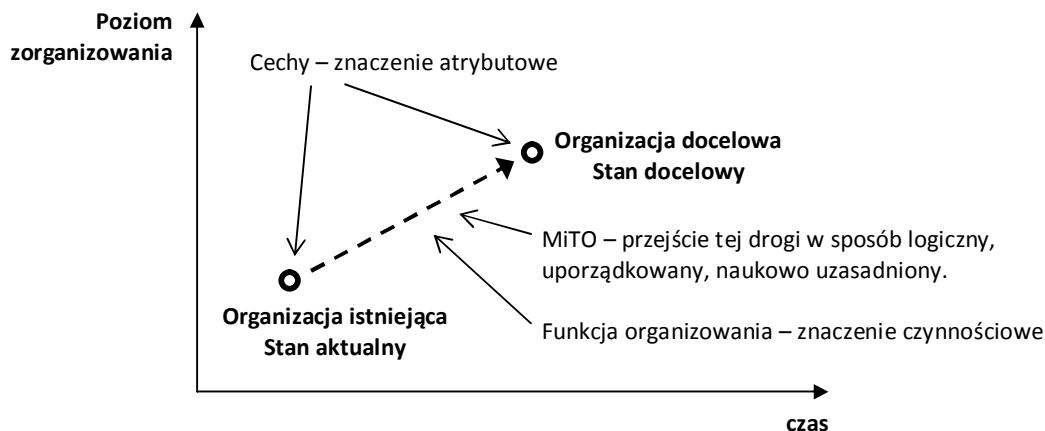 Poziom
zorganizowania
Cechy – znaczenie atrybutowe
Organizacja docelowa
Stan docelowy
MiTO – przejście tej drogi w sposób logiczny,
uporządkowany, naukowo uzasadniony.
Organizacja istniejąca
Stan aktualny
Funkcja organizowania – znaczenie czynnościowe
czas